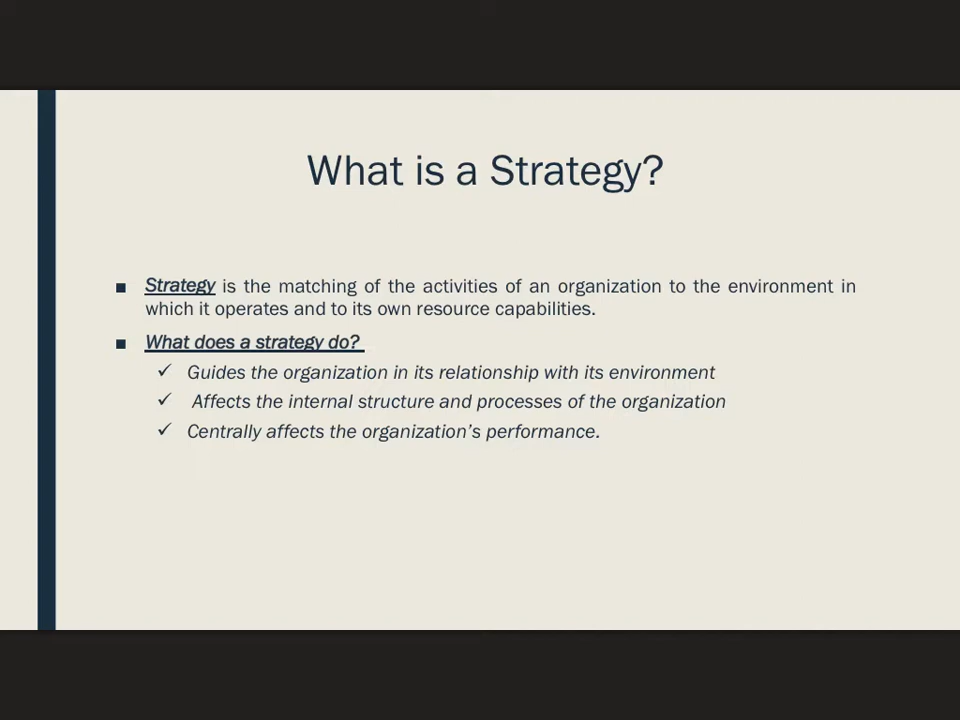 What is a Strategy?
■ Strategy is the matching of the activities of an organization to the environment in
which it operates and to its own resource capabilities.
■ What does a strategy do?
✓ Guides the organization in its relationship with its environment
✓ Affects the internal structure and processes of the organization
✓ Centrally affects the organization’s performance.